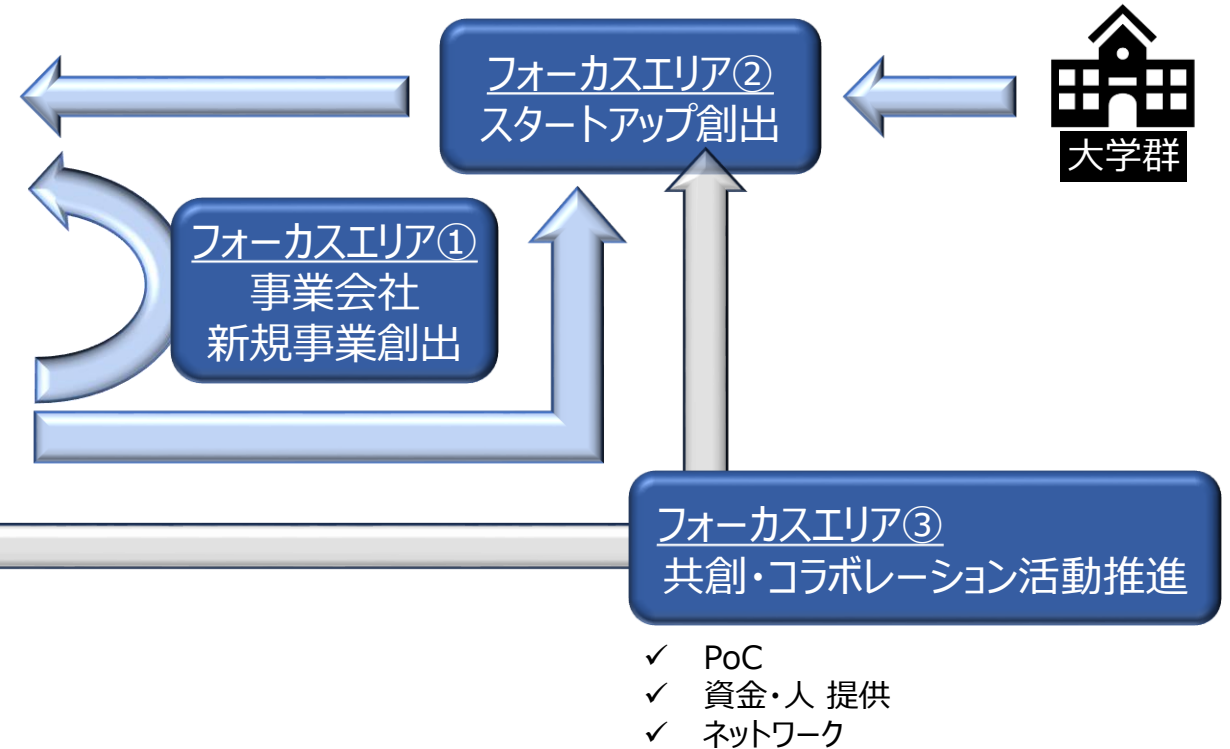 フォーカスエリア②
スタートアップ創出
大学群
フォーカスエリア①
事業会社
新規事業創出
フォーカスエリア③
共創・コラボレーション活動推進
✓ PoC
✓ 資金・人 提供
✓ ネットワーク